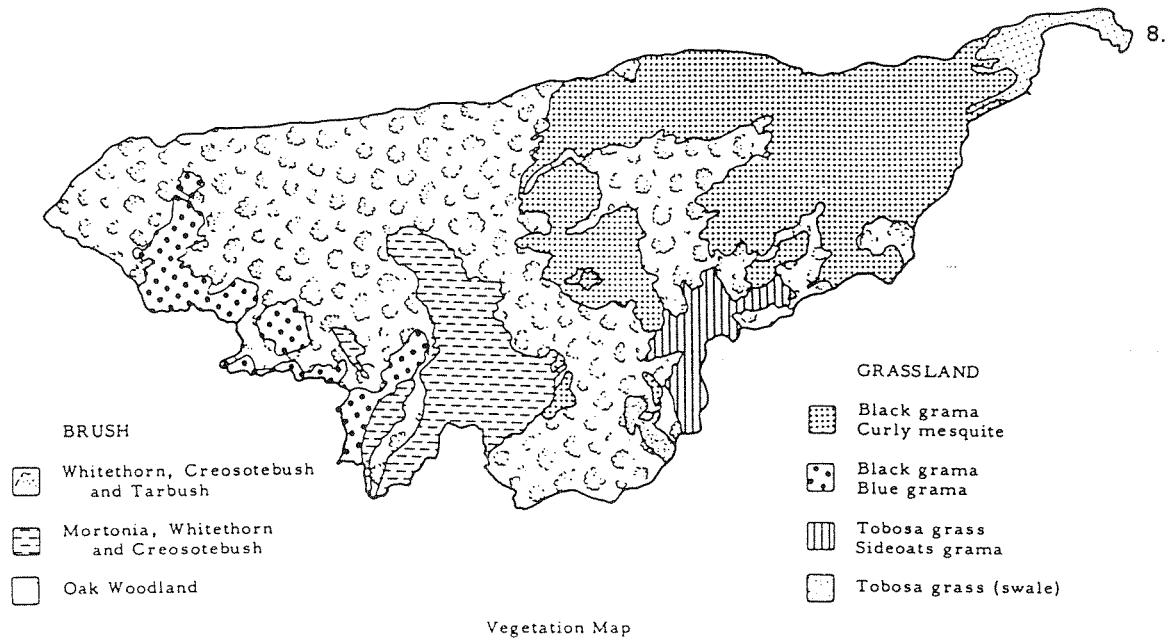 8.
BRUSH
Whitethorn, Creosotebush
and Tarbush
Mortonia, Whitethorn
and Creosotebush
Oak Woodland
GRASSLAND
Black grama
Curly mesquite
Black grama
Blue grama
Tobosa grass
Sideoats grama
Tobosa grass (swale)
Vegetation Map